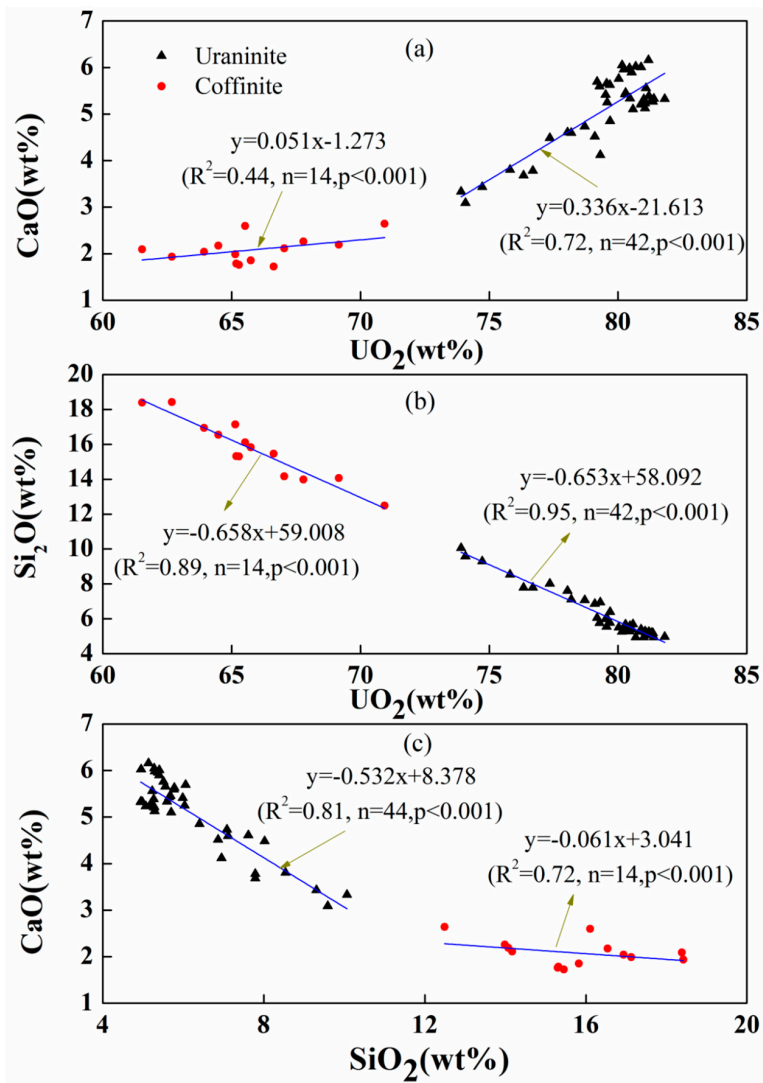 (a)
Uraninite
Coffinite
y=0.051x-1.273
(R²=0.44, n=14,p<0.001)
y=0.336x-21.613
(R²=0.72, n=42,p<0.001)
CaO(wt%)
7
6
5
4
3
2
1
60 65 70 75 80 85
UO₂(wt%)
(b)
y=-0.653x+58.092
(R²=0.95, n=42,p<0.001)
y=-0.658x+59.008
(R²=0.89, n=14,p<0.001)
Si₂O(wt%)
20
18
16
14
12
10
8
6
4
60 65 70 75 80 85
UO₂(wt%)
(c)
y=-0.532x+8.378
(R²=0.81, n=44,p<0.001)
y=-0.061x+3.041
(R²=0.72, n=14,p<0.001)
CaO(wt%)
7
6
5
4
3
2
1
4 8 12 16 20
SiO₂(wt%)